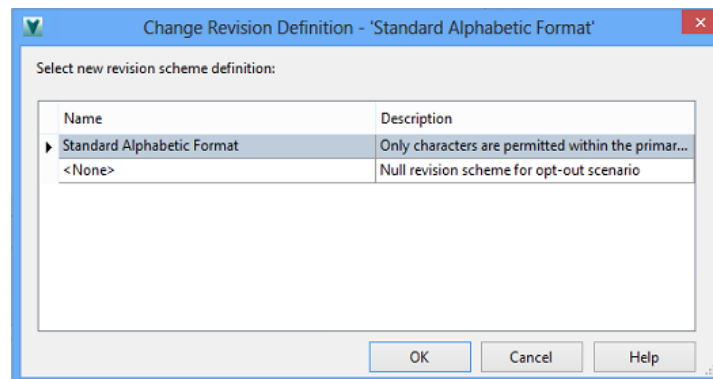 Change Revision Definition - 'Standard Alphabetic Format'
Select new revision scheme definition:
Name Description
Standard Alphabetic Format Only characters are permitted within the primar...
<None> Null revision scheme for opt-out scenario
OK Cancel Help